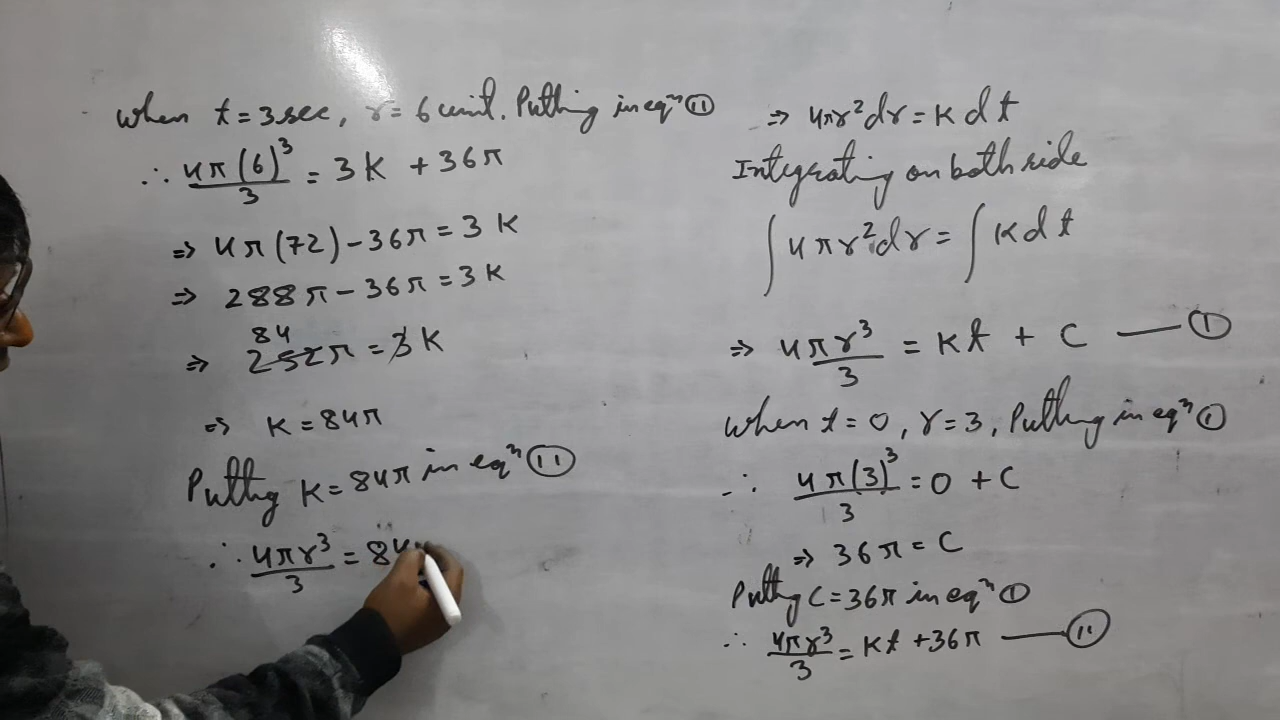 When t = 3 sec, r = 6 unit. Putting in eqⁿ ⑪
∴ 4π(6)³/3 = 3K + 36π
⇒ 4π(72) - 36π = 3K
⇒ 288π - 36π = 3K
84
⇒ 252π = 3K
⇒ K = 84π
Putting K = 84π in eqⁿ ⑪
∴ 4πr³/3 = 84
⇒ 4πr²dr = K dt
Integrating on both side
∫4πr²dr = ∫K dt
⇒ 4πr³/3 = Kt + C — ①
When t = 0, r = 3, Putting in eqⁿ ①
∴ 4π(3)³/3 = 0 + C
⇒ 36π = C
Putting C = 36π in eqⁿ ①
∴ 4πr³/3 = Kt + 36π — ⑪